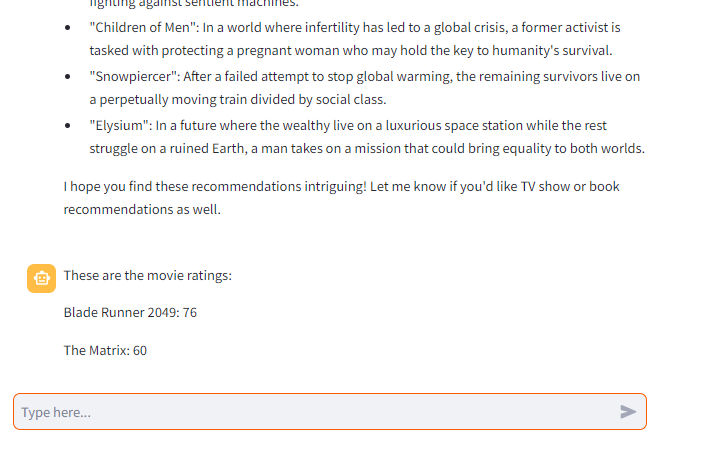 fighting against sentient machines.
• "Children of Men": In a world where infertility has led to a global crisis, a former activist is
tasked with protecting a pregnant woman who may hold the key to humanity's survival.
• "Snowpiercer": After a failed attempt to stop global warming, the remaining survivors live on
a perpetually moving train divided by social class.
• "Elysium": In a future where the wealthy live on a luxurious space station while the rest
struggle on a ruined Earth, a man takes on a mission that could bring equality to both worlds.
I hope you find these recommendations intriguing! Let me know if you'd like TV show or book
recommendations as well.
These are the movie ratings:
Blade Runner 2049: 76
The Matrix: 60
Type here...